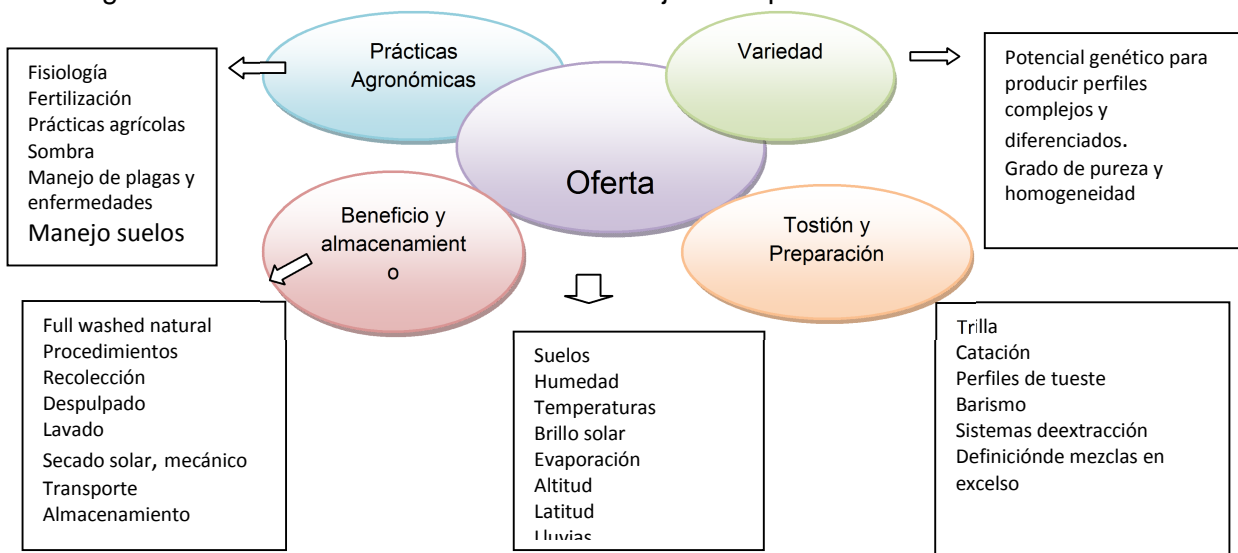 Prácticas
Agronómicas
Variedad
Oferta
Beneficio y
almacenamient
o
Tostión y
Preparación
Fisiología
Fertilización
Prácticas agrícolas
Sombra
Manejo de plagas y
enfermedades
Manejo suelos
Potencial genético para
producir perfiles
complejos y
diferenciados.
Grado de pureza y
homogeneidad
Full washed natural
Procedimientos
Recolección
Despulpado
Lavado
Secado solar, mecánico
Transporte
Almacenamiento
Suelos
Humedad
Temperaturas
Brillo solar
Evaporación
Altitud
Latitud
Lluvias
Trilla
Catación
Perfiles de tueste
Barismo
Sistemas deextracción
Definiciónde mezclas en
excelso